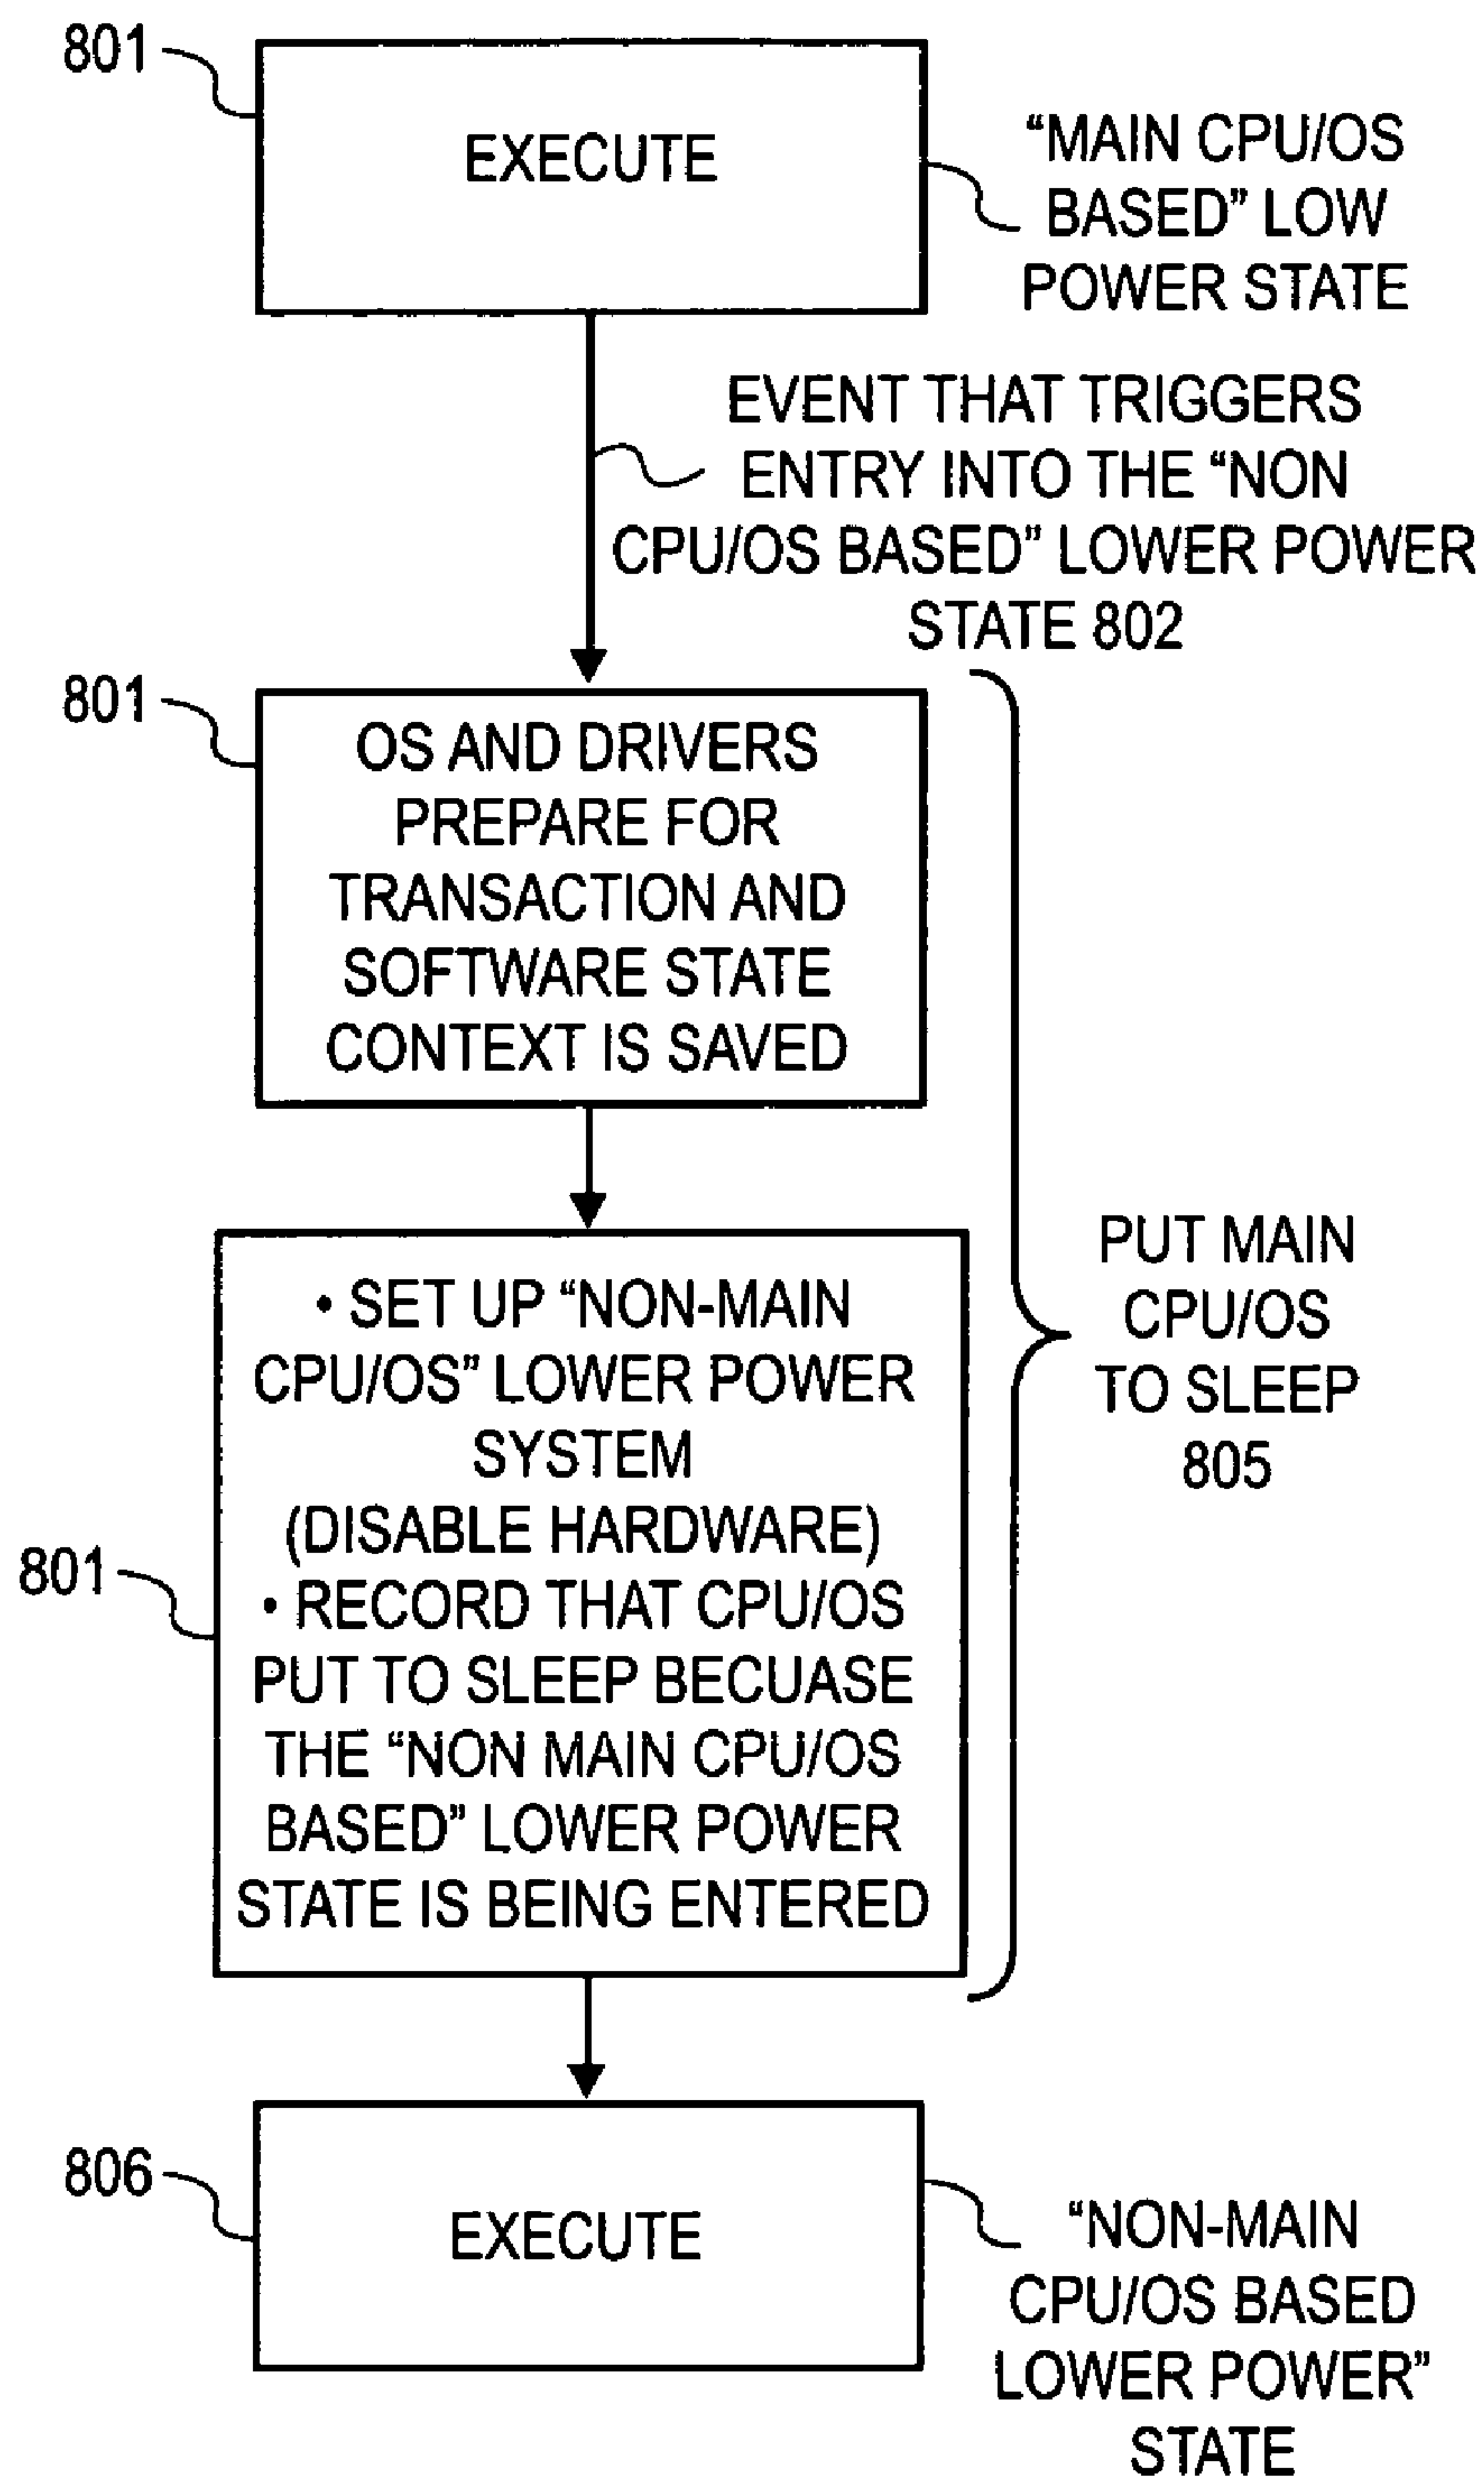 801
EXECUTE
“MAIN CPU/OS
BASED” LOW
POWER STATE
EVENT THAT TRIGGERS
ENTRY INTO THE “NON
CPU/OS BASED” LOWER POWER
STATE 802
801
OS AND DRIVERS
PREPARE FOR
TRANSACTION AND
SOFTWARE STATE
CONTEXT IS SAVED
801
• SET UP “NON-MAIN
CPU/OS” LOWER POWER
SYSTEM
(DISABLE HARDWARE)
• RECORD THAT CPU/OS
PUT TO SLEEP BECUASE
THE “NON MAIN CPU/OS
BASED” LOWER POWER
STATE IS BEING ENTERED
PUT MAIN
CPU/OS
TO SLEEP
805
806
EXECUTE
“NON-MAIN
CPU/OS BASED
LOWER POWER”
STATE